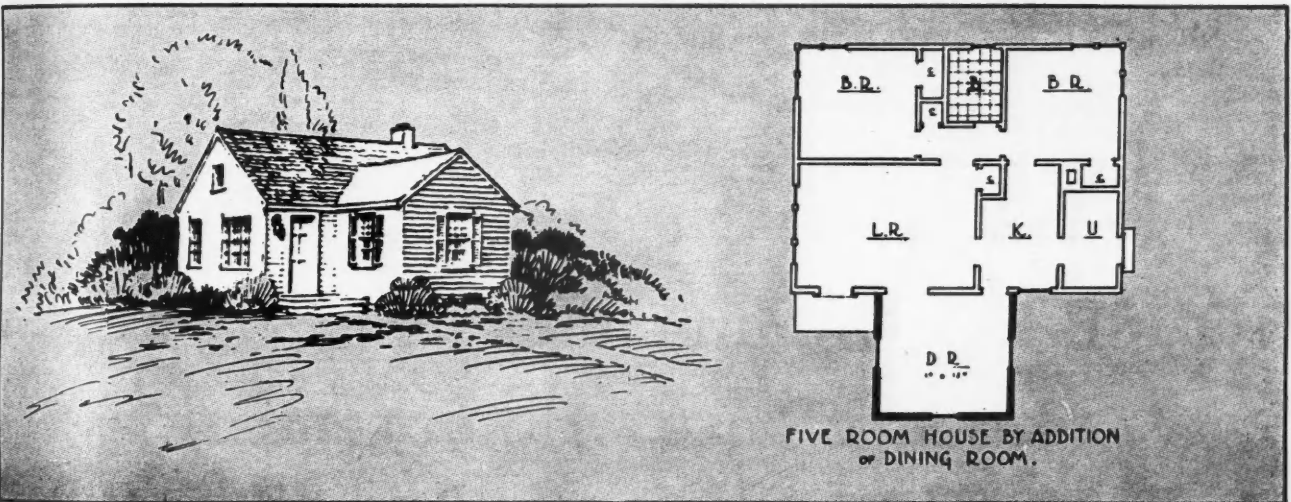 B.R.
C
B
B R.
C
C
C
L.R.
K.
U
D R.
FIVE ROOM HOUSE BY ADDITION
OF DINING ROOM.